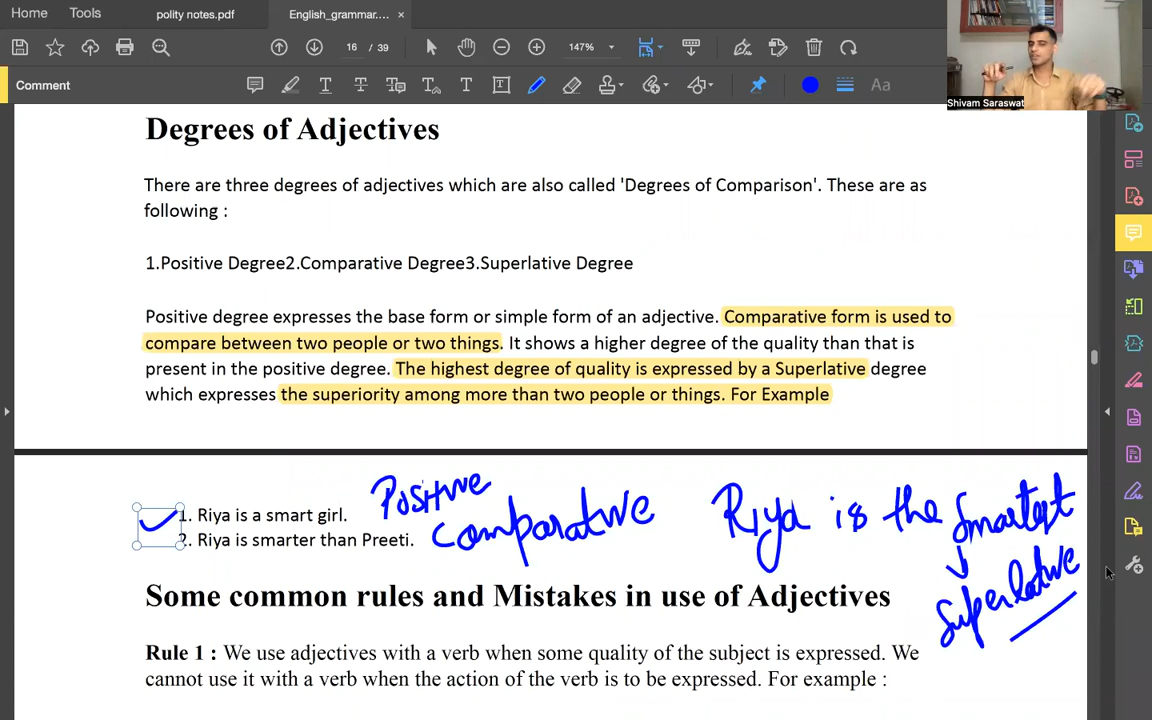 Home Tools polity notes.pdf English_grammar.... ×
16 / 39 147%
Comment
Aa
Shivam Saraswat
Degrees of Adjectives
There are three degrees of adjectives which are also called 'Degrees of Comparison'. These are as
following :
1.Positive Degree2.Comparative Degree3.Superlative Degree
Positive degree expresses the base form or simple form of an adjective. Comparative form is used to
compare between two people or two things. It shows a higher degree of the quality than that is
present in the positive degree. The highest degree of quality is expressed by a Superlative degree
which expresses the superiority among more than two people or things. For Example
1. Riya is a smart girl. Positive
2. Riya is smarter than Preeti. Comparative
Riya is the smartest
Superlative
Some common rules and Mistakes in use of Adjectives
Rule 1 : We use adjectives with a verb when some quality of the subject is expressed. We
cannot use it with a verb when the action of the verb is to be expressed. For example :